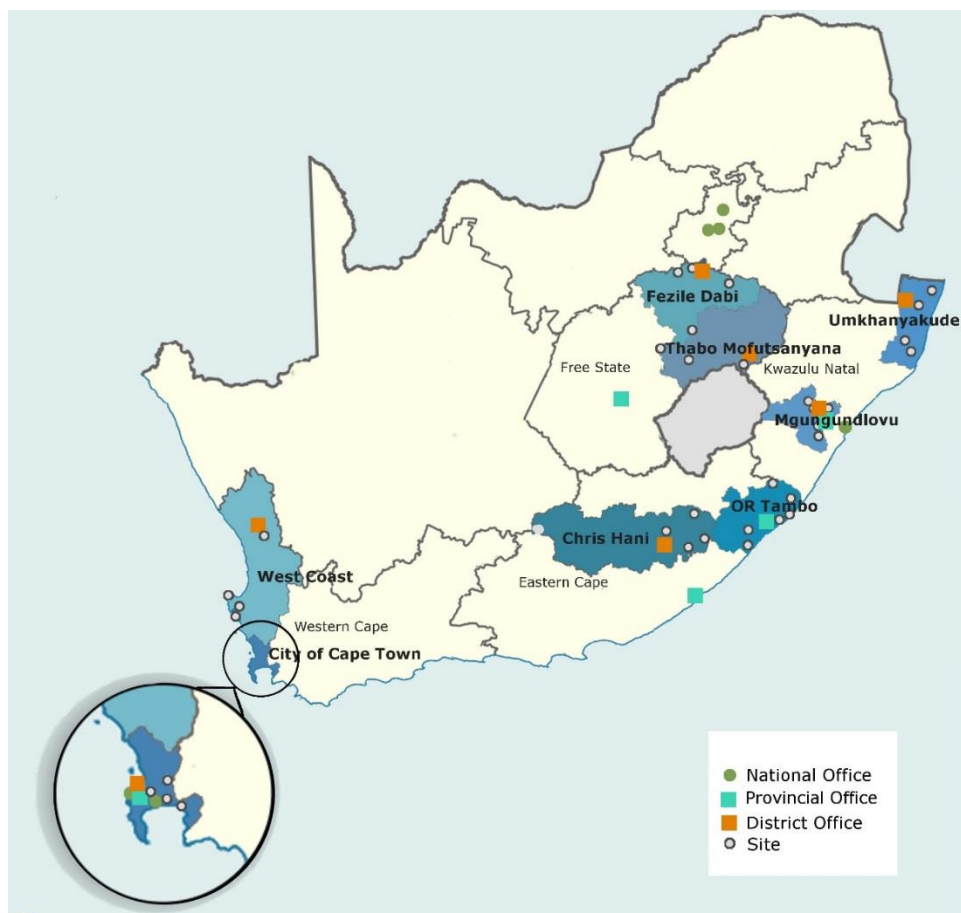 Fezile Dabi
Umkhanyakude
Thabo Mofutsanyana
Free State
Kwazulu Natal
Mgungundlovu
OR Tambo
Chris Hani
West Coast
Eastern Cape
Western Cape
City of Cape Town
National Office
Provincial Office
District Office
Site